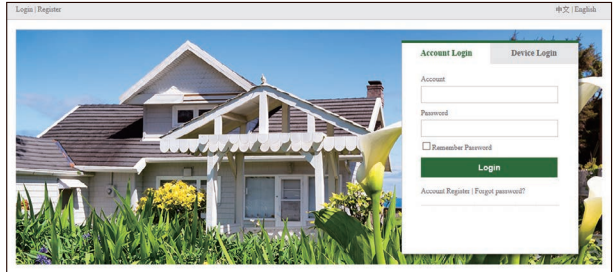 Login | Register
中文 | English
Account Login
Device Login
Account
Password
Remember Password
Login
Account Register | Forgot password?